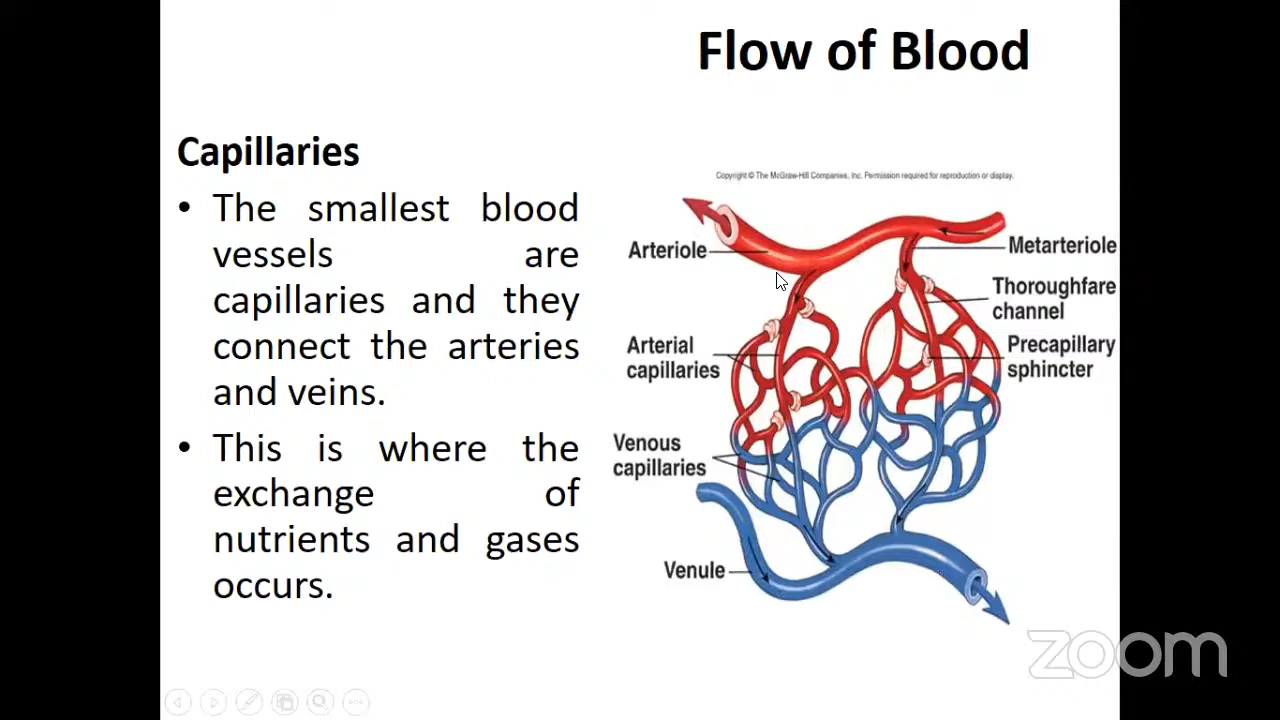 Flow of Blood
Capillaries
• The smallest blood
vessels are
capillaries and they
connect the arteries
and veins.
• This is where the
exchange of
nutrients and gases
occurs.
Copyright © The McGraw-Hill Companies, Inc. Permission required for reproduction or display.
Arteriole
Metarteriole
Thoroughfare
channel
Arterial
capillaries
Precapillary
sphincter
Venous
capillaries
Venule
zoom